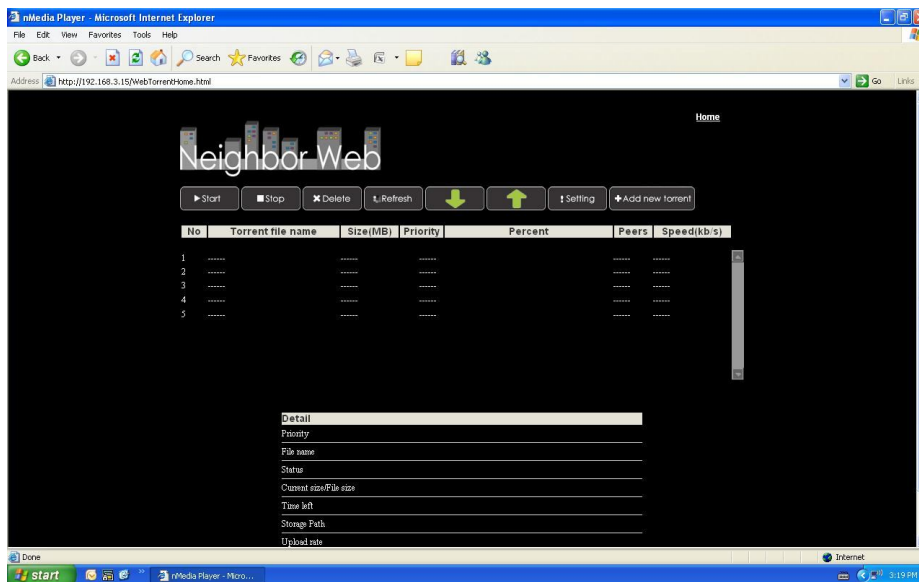 nMedia Player - Microsoft Internet Explorer
File Edit View Favorites Tools Help
Back Search Favorites
Address http://192.168.3.15/WebTorrentHome.html Go Links
Home
Neighbor Web
Start Stop Delete Refresh Setting Add new torrent
No Torrent file name Size(MB) Priority Percent Peers Speed(kb/s)
1 ------ ------ ------ ------ ------
2 ------ ------ ------ ------ ------
3 ------ ------ ------ ------ ------
4 ------ ------ ------ ------ ------
5 ------ ------ ------ ------ ------
Detail
Priority
File name
Status
Current size/File size
Time left
Storage Path
Upload rate
Done Internet
start nMedia Player - Micro... 3:19 PM